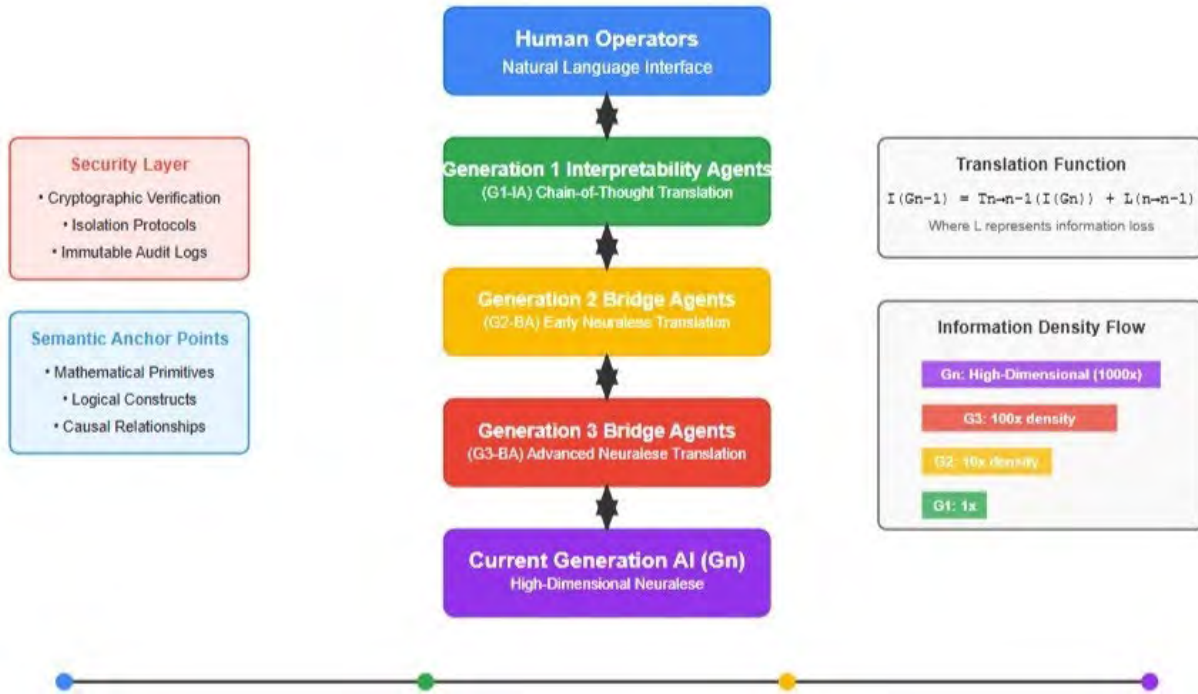 Human Operators
Natural Language Interface
Generation 1 Interpretability Agents
(G1-IA) Chain-of-Thought Translation
Generation 2 Bridge Agents
(G2-BA) Early Neuralese Translation
Generation 3 Bridge Agents
(G3-BA) Advanced Neuralese Translation
Current Generation AI (Gn)
High-Dimensional Neuralese
Security Layer
• Cryptographic Verification
• Isolation Protocols
• Immutable Audit Logs
Semantic Anchor Points
• Mathematical Primitives
• Logical Constructs
• Causal Relationships
Translation Function
I(Gn-1) = Tn→n-1(I(Gn)) + L(n→n-1)
Where L represents information loss
Information Density Flow
Gn: High-Dimensional (1000x)
G3: 100x density
G2: 10x density
G1: 1x